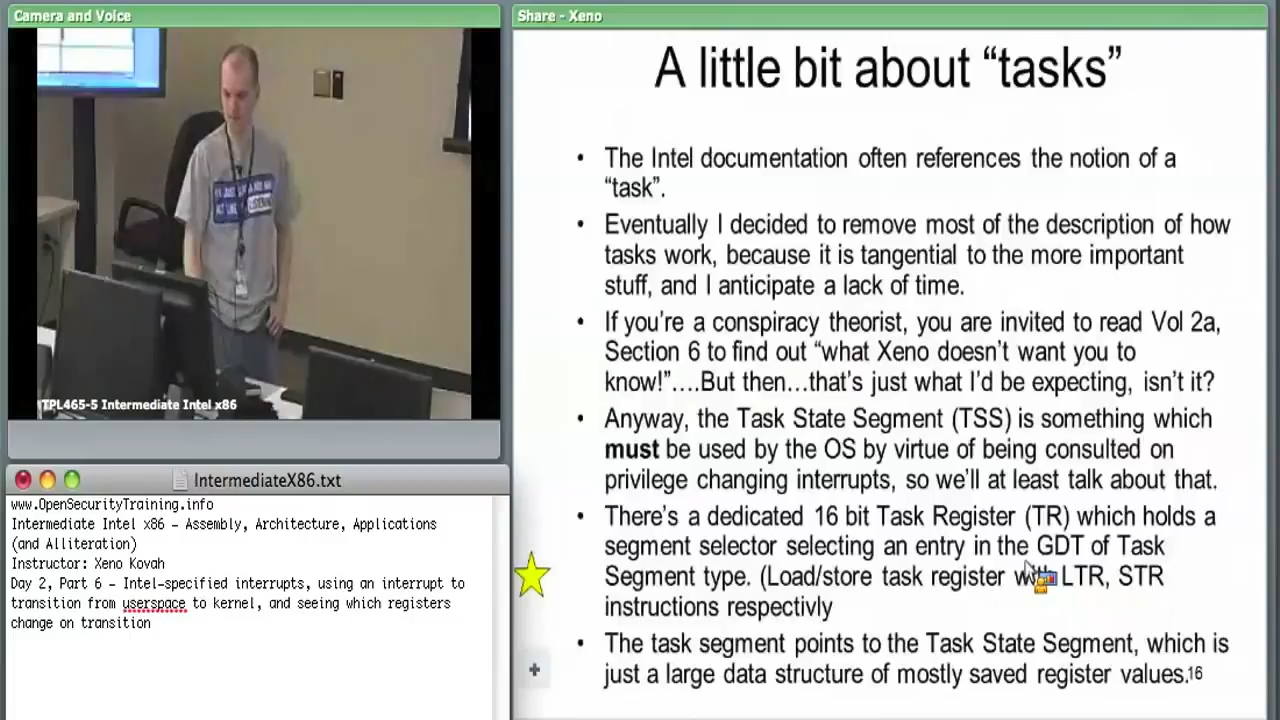 Camera and Voice
TPL465-5 Intermediate Intel x86
IntermediateX86.txt
www.OpenSecurityTraining.info
Intermediate Intel x86 – Assembly, Architecture, Applications
(and Alliteration)
Instructor: Xeno Kovah
Day 2, Part 6 – Intel-specified interrupts, using an interrupt to
transition from userspace to kernel, and seeing which registers
change on transition
Share - Xeno
A little bit about “tasks”
• The Intel documentation often references the notion of a
“task”.
• Eventually I decided to remove most of the description of how
tasks work, because it is tangential to the more important
stuff, and I anticipate a lack of time.
• If you’re a conspiracy theorist, you are invited to read Vol 2a,
Section 6 to find out “what Xeno doesn’t want you to
know!”….But then…that’s just what I’d be expecting, isn’t it?
• Anyway, the Task State Segment (TSS) is something which
must be used by the OS by virtue of being consulted on
privilege changing interrupts, so we’ll at least talk about that.
• There’s a dedicated 16 bit Task Register (TR) which holds a
segment selector selecting an entry in the GDT of Task
Segment type. (Load/store task register with LTR, STR
instructions respectivly
• The task segment points to the Task State Segment, which is
just a large data structure of mostly saved register values.16